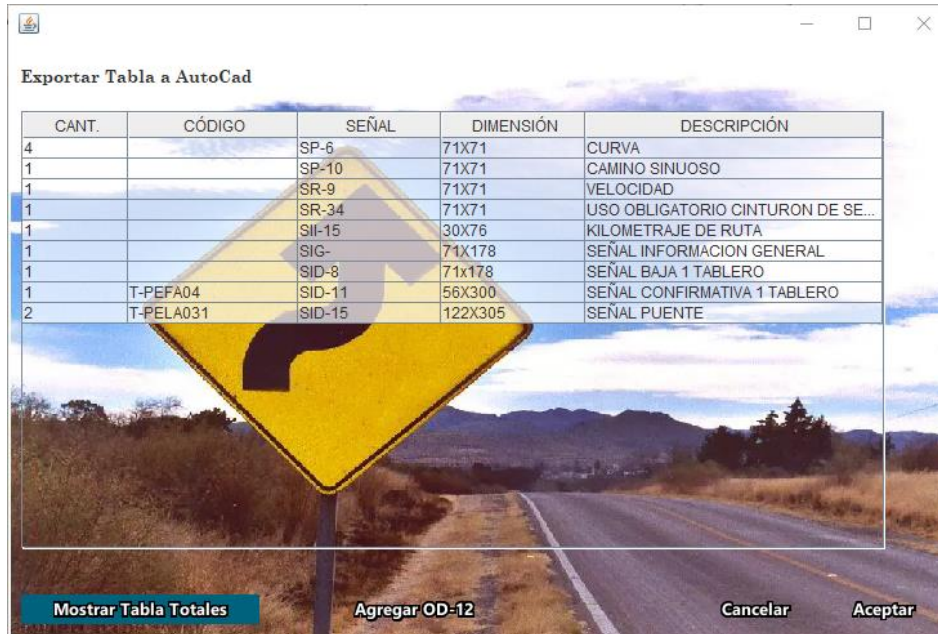 Exportar Tabla a AutoCad
CANT. CÓDIGO SEÑAL DIMENSIÓN DESCRIPCIÓN
4 SP-6 71X71 CURVA
1 SP-10 71X71 CAMINO SINUOSO
1 SR-9 71X71 VELOCIDAD
1 SR-34 71X71 USO OBLIGATORIO CINTURON DE SE...
1 SII-15 30X76 KILOMETRAJE DE RUTA
1 SIG- 71X178 SEÑAL INFORMACION GENERAL
1 SID-8 71x178 SEÑAL BAJA 1 TABLERO
1 T-PEFA04 SID-11 56X300 SEÑAL CONFIRMATIVA 1 TABLERO
2 T-PELA031 SID-15 122X305 SEÑAL PUENTE
Mostrar Tabla Totales Agregar OD-12 Cancelar Aceptar